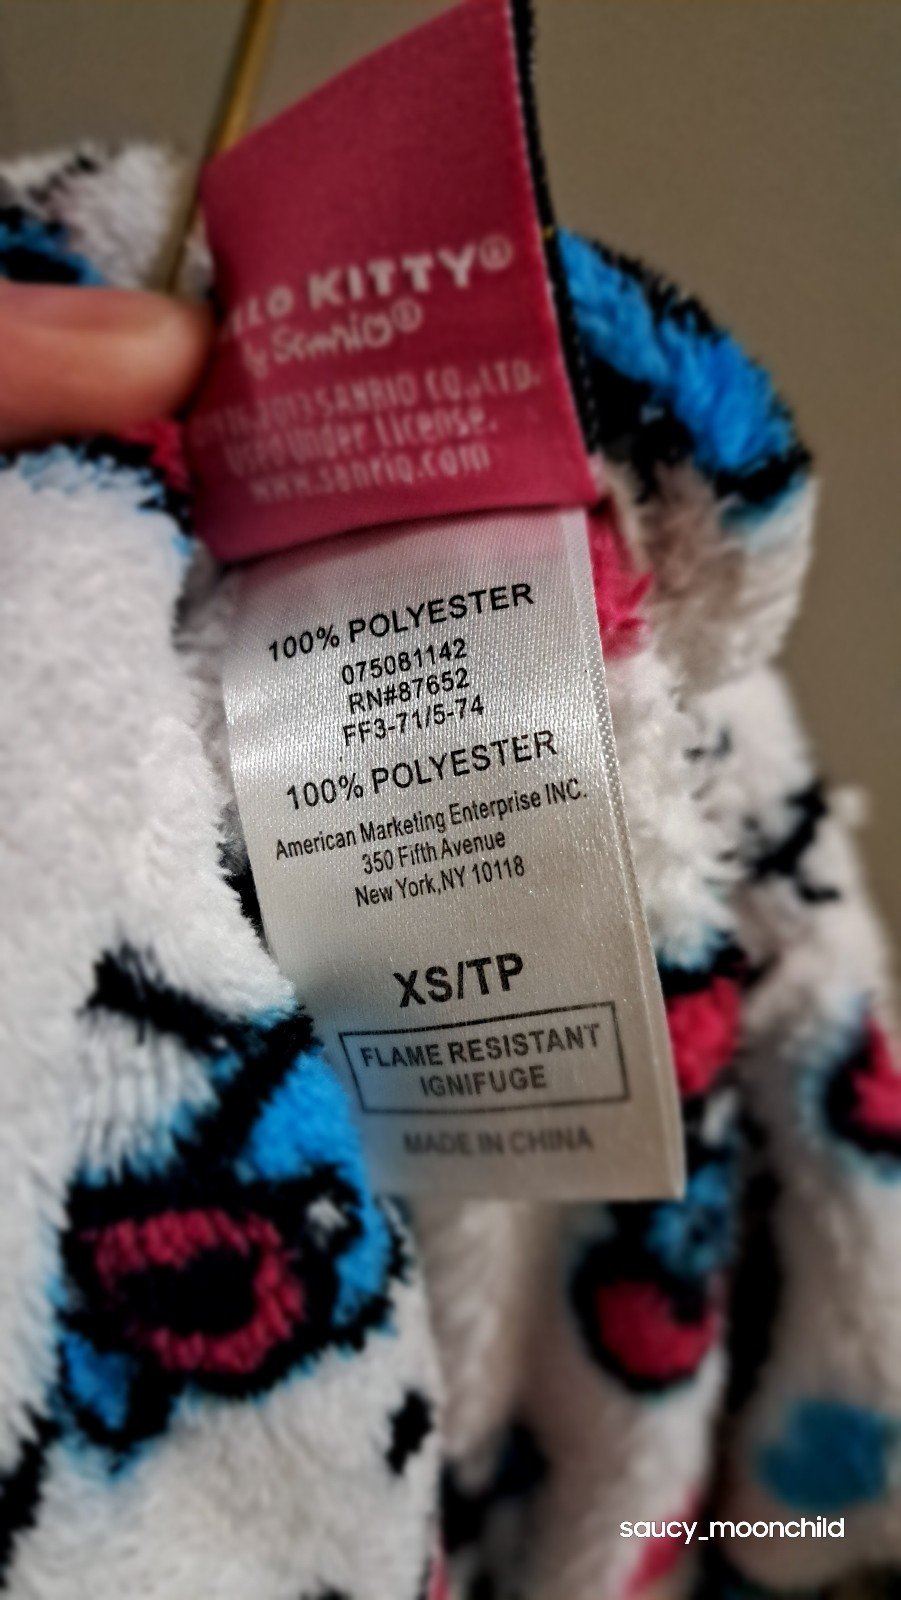 KITTY®
by Sanrio®
2013 SANRIO CO.,LTD.
Used Under License.
www.sanrio.com
100% POLYESTER
075081142
RN#87652
FF3-71/5-74
100% POLYESTER
American Marketing Enterprise INC.
350 Fifth Avenue
New York,NY 10118
XS/TP
FLAME RESISTANT
IGNIFUGE
MADE IN CHINA
saucy_moonchild